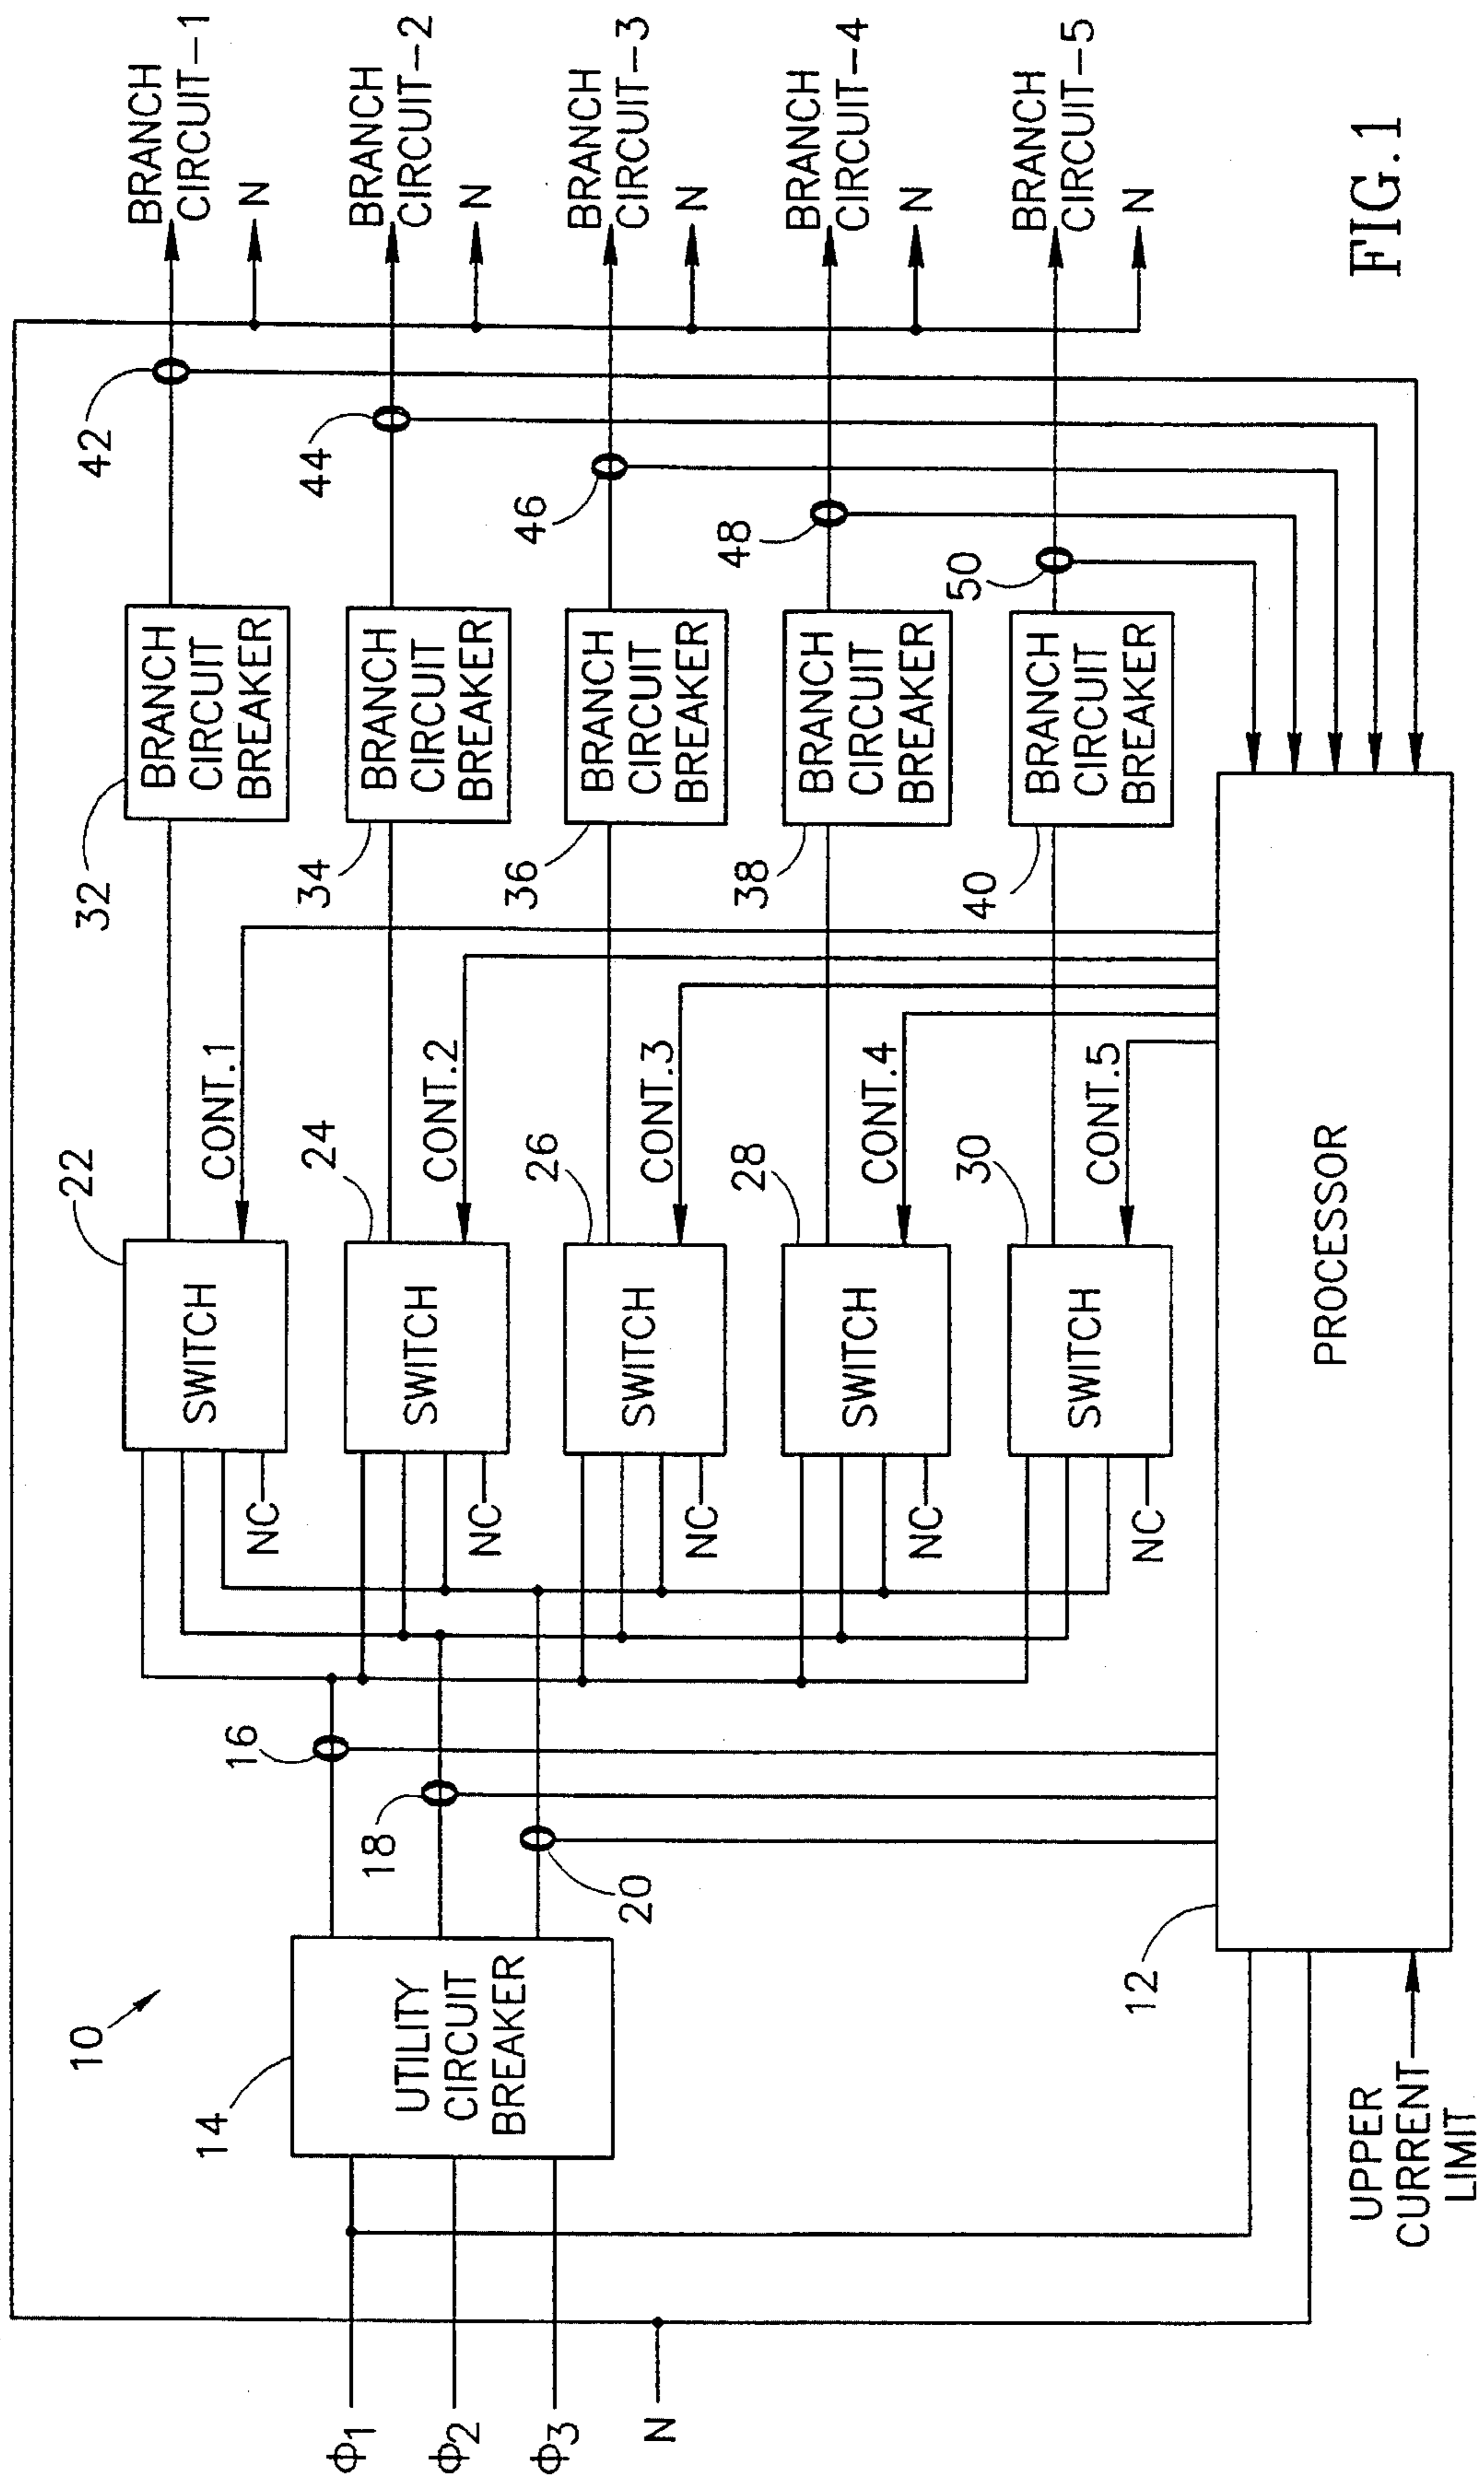 10
Φ1
Φ2
Φ3
N
14
UTILITY
CIRCUIT
BREAKER
16
18
20
22
SWITCH
NC
CONT.1
24
SWITCH
NC
CONT.2
26
SWITCH
NC
CONT.3
28
SWITCH
NC
CONT.4
30
SWITCH
NC
CONT.5
32
BRANCH
CIRCUIT
BREAKER
34
BRANCH
CIRCUIT
BREAKER
36
BRANCH
CIRCUIT
BREAKER
38
BRANCH
CIRCUIT
BREAKER
40
BRANCH
CIRCUIT
BREAKER
42
44
46
48
50
BRANCH
CIRCUIT-1
N
BRANCH
CIRCUIT-2
N
BRANCH
CIRCUIT-3
N
BRANCH
CIRCUIT-4
N
BRANCH
CIRCUIT-5
N
12
PROCESSOR
UPPER
CURRENT
LIMIT
FIG.1